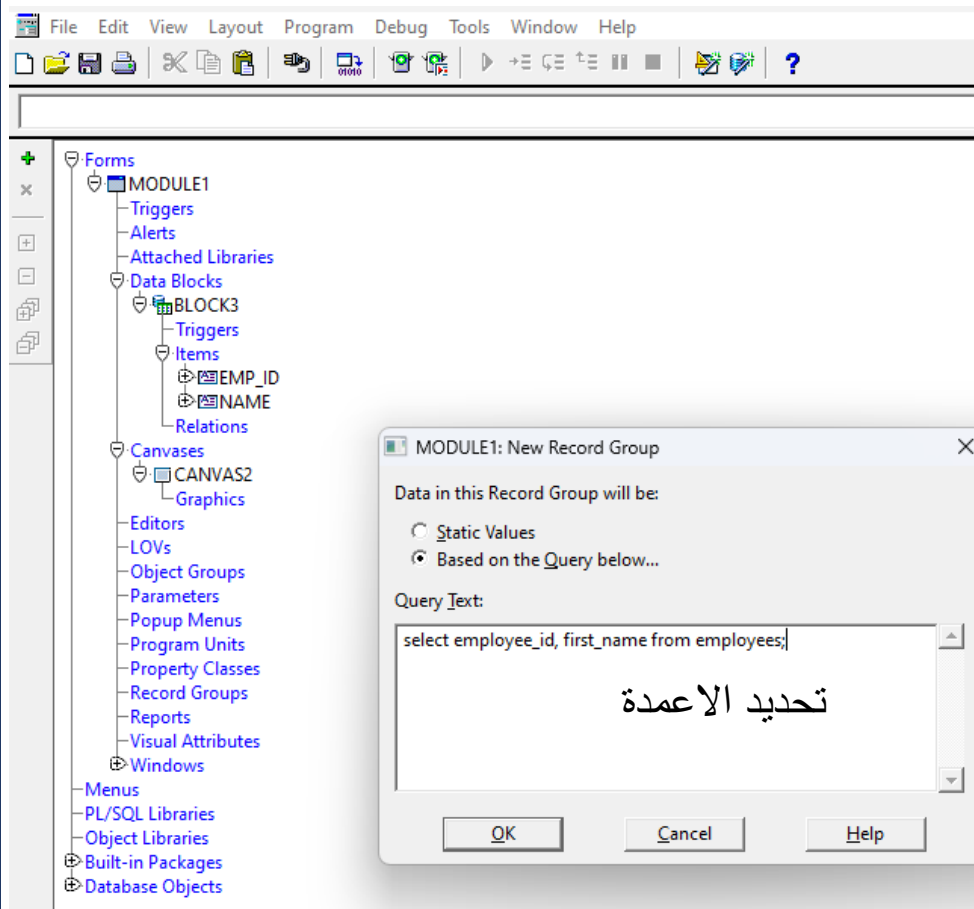 File Edit View Layout Program Debug Tools Window Help
01010
?
Forms
MODULE1
Triggers
Alerts
Attached Libraries
Data Blocks
BLOCK3
Triggers
Items
EMP_ID
NAME
Relations
Canvases
CANVAS2
Graphics
Editors
LOVs
Object Groups
Parameters
Popup Menus
Program Units
Property Classes
Record Groups
Reports
Visual Attributes
Windows
Menus
PL/SQL Libraries
Object Libraries
Built-in Packages
Database Objects
MODULE1: New Record Group
Data in this Record Group will be:
Static Values
Based on the Query below...
Query Text:
select employee_id, first_name from employees;
تحديد الاعمدة
OK Cancel Help